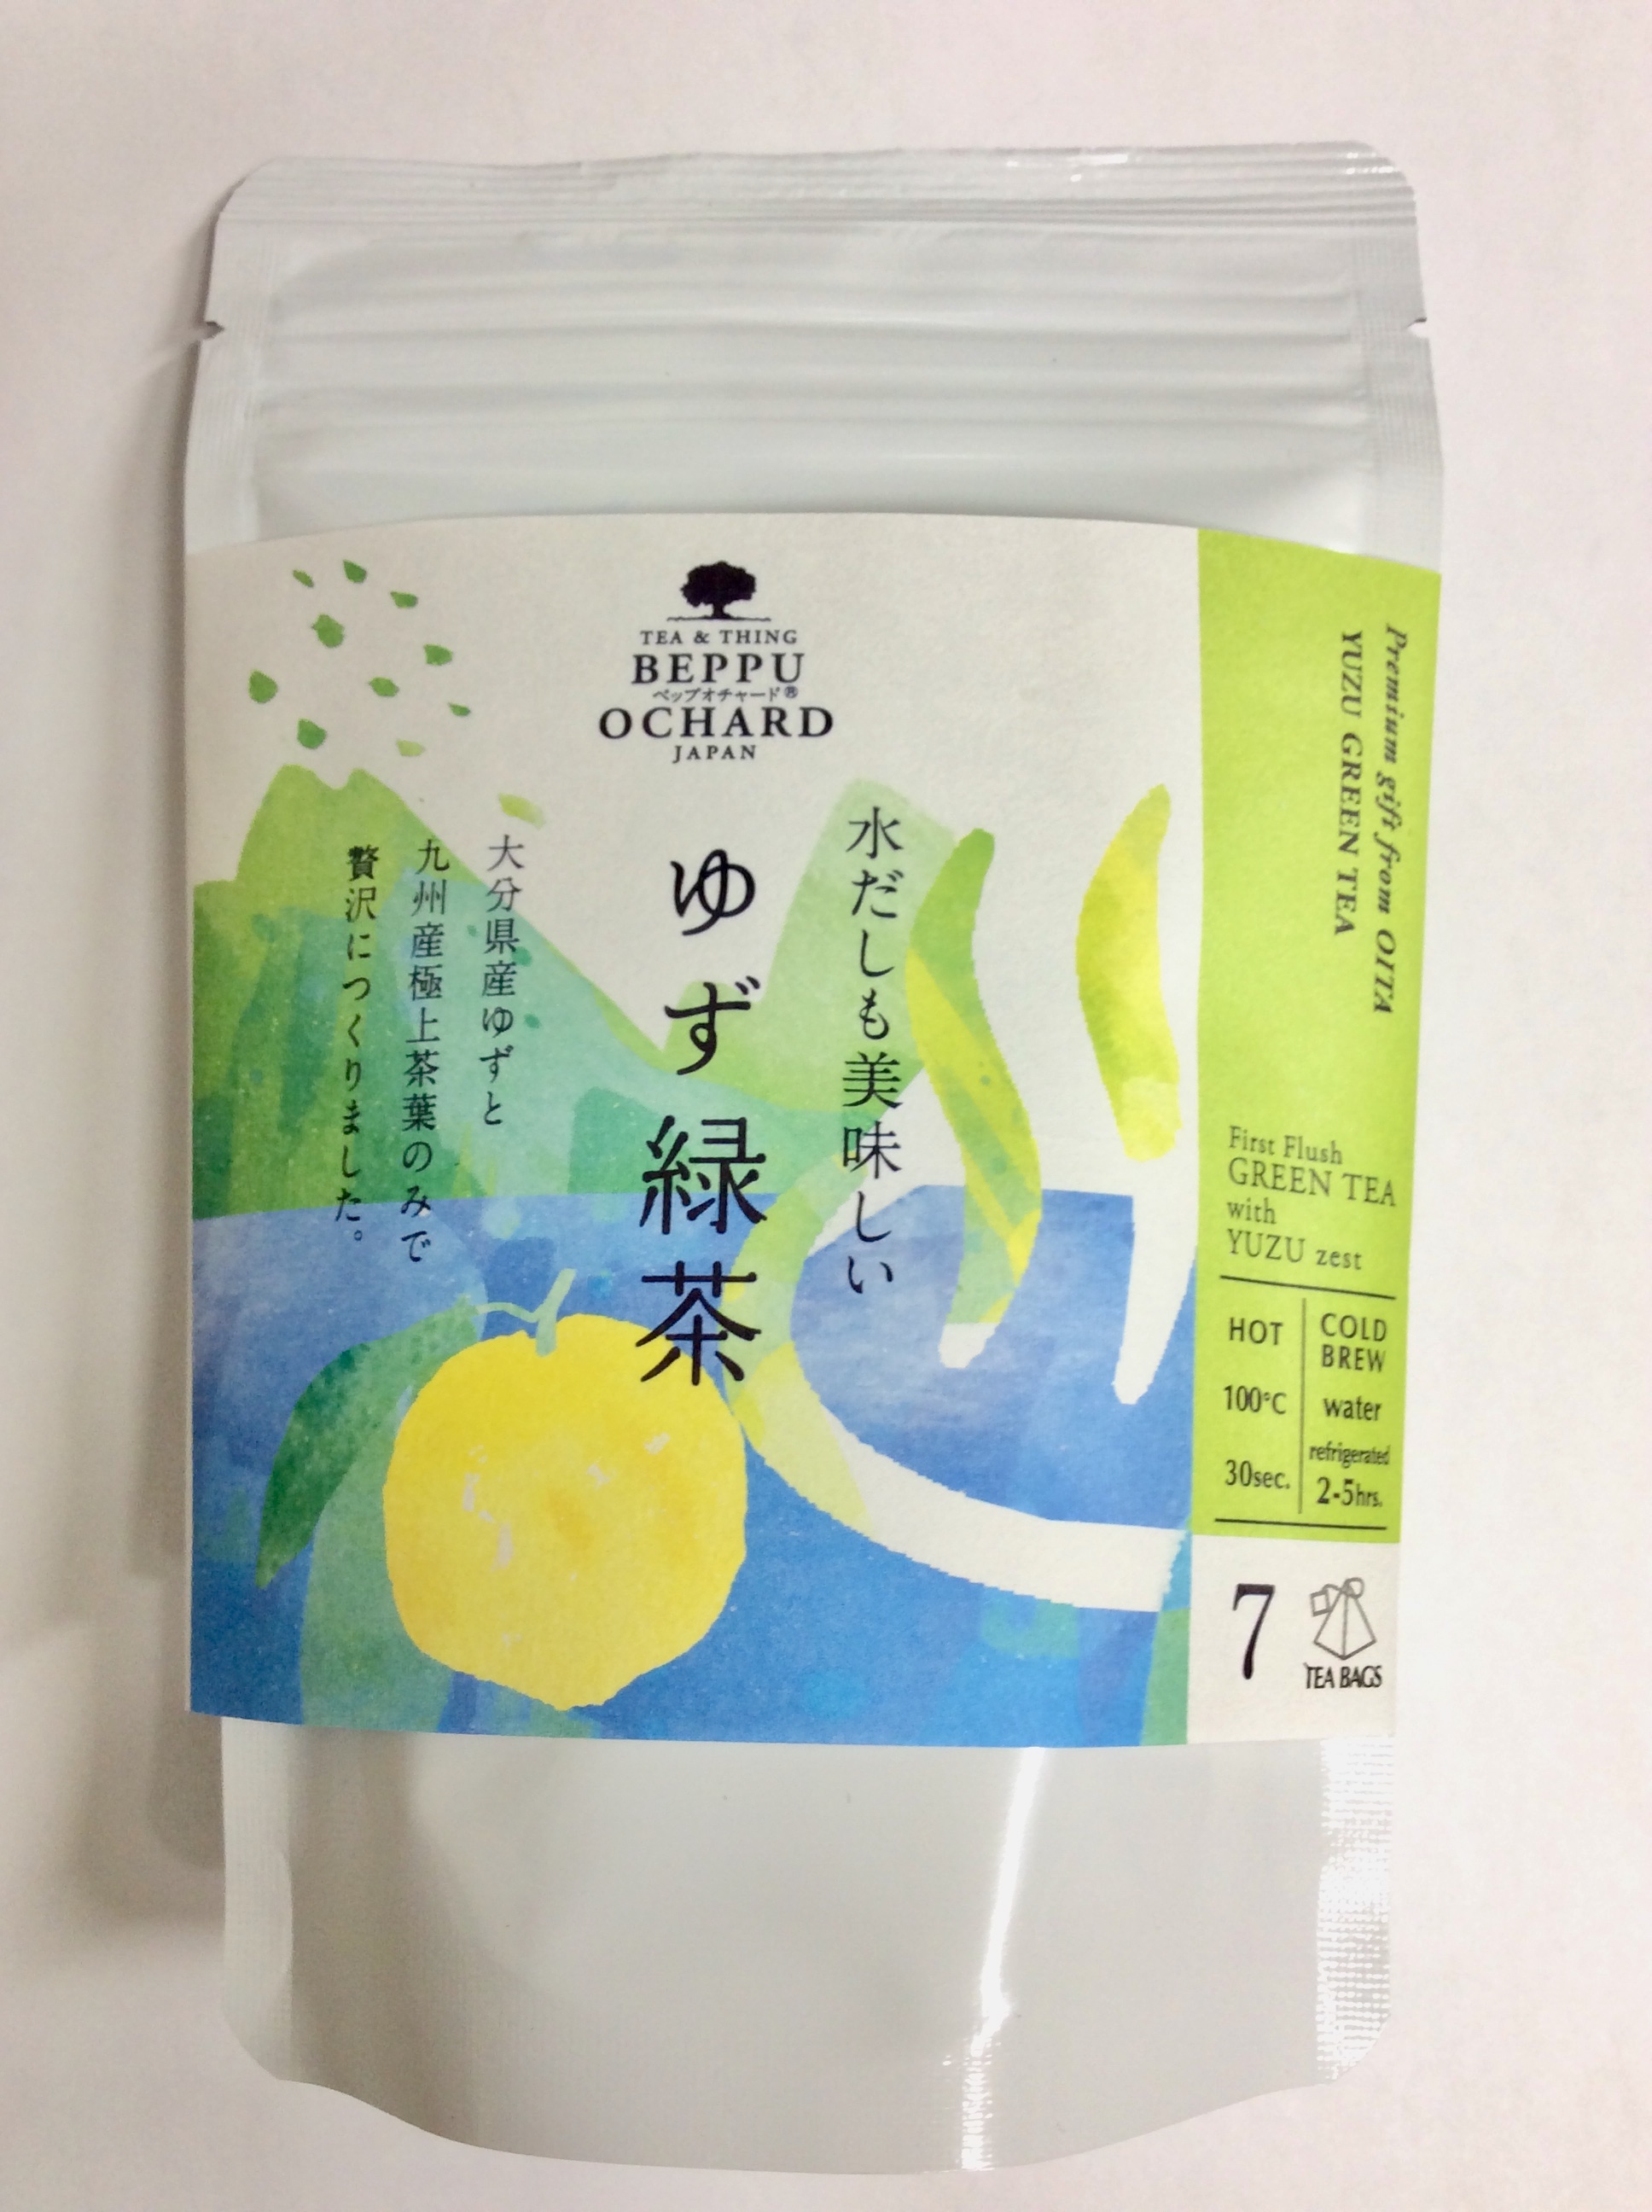 TEA & THING
BEPPU
ベップオチャード®
OCHARD
JAPAN
水だしも美味しい
ゆず緑茶
大分県産ゆずと
九州産極上茶葉のみで
贅沢につくりました。
Premium gift from OITA
YUZU GREEN TEA
First Flush
GREEN TEA
with
YUZU zest
HOT
100°C
30sec.
COLD
BREW
water
refrigerated
2-5hrs.
7
TEA BAGS